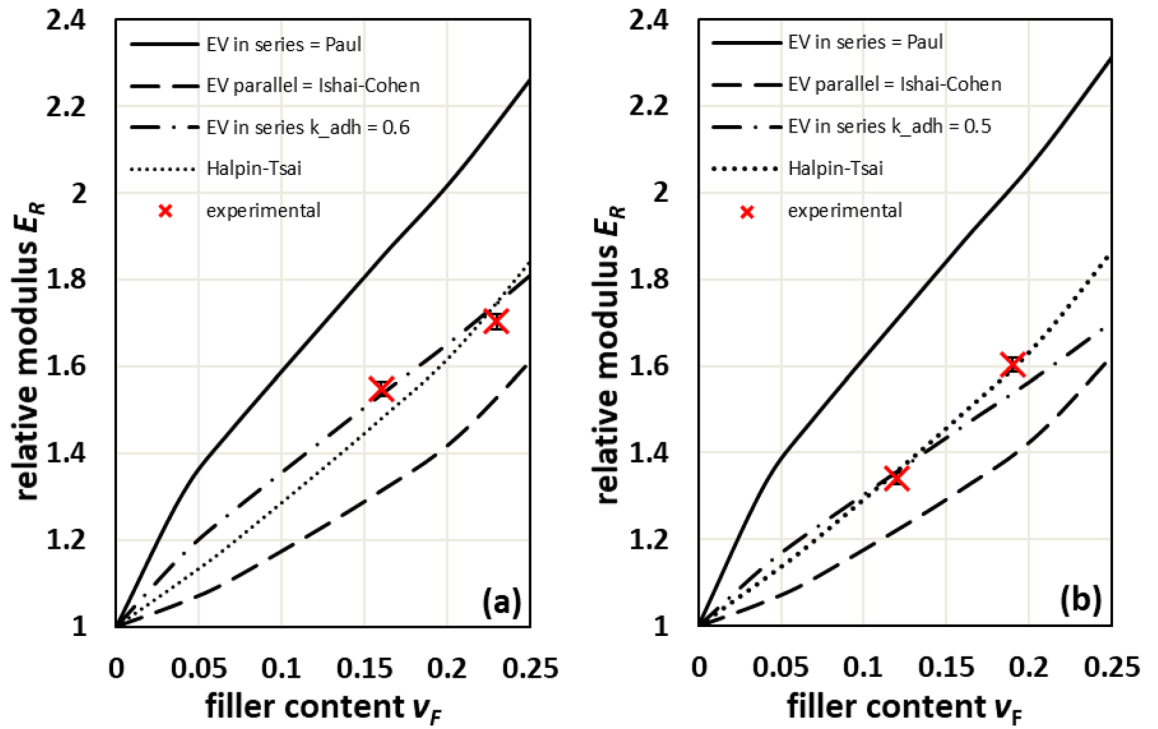 2.4
2.2
2
1.8
1.6
1.4
1.2
1
relative modulus E_R
EV in series = Paul
EV parallel = Ishai-Cohen
EV in series k_adh = 0.6
Halpin-Tsai
experimental
(a)
0 0.05 0.1 0.15 0.2 0.25
filler content v_F
2.4
2.2
2
1.8
1.6
1.4
1.2
1
relative modulus E_R
EV in series = Paul
EV parallel = Ishai-Cohen
EV in series k_adh = 0.5
Halpin-Tsai
experimental
(b)
0 0.05 0.1 0.15 0.2 0.25
filler content v_F